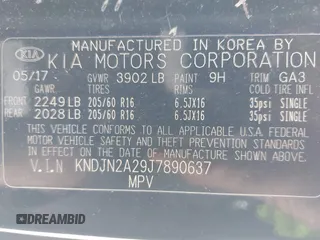 MANUFACTURED IN KOREA BY
KIA KIA MOTORS CORPORATION
05/17 GVWR 3902 LB PAINT 9H TRIM GA3
GAWR TIRES RIMS COLD TIRE INFL
FRONT 2249 LB 205/60 R16 6.5JX16 35psi SINGLE
REAR 2028 LB 205/60 R16 6.5JX16 35psi SINGLE
THIS VEHICLE CONFORMS TO ALL APPLICABLE
FEDERAL MOTOR VEHICLE SAFETY, BUMPER, AND THEFT
PREVENTION STANDARDS IN EFFECT ON THE DATE
OF MANUFACTURE SHOWN ABOVE.
V.I.N KNDJN2A29J7890637
MPV
DREAMBID